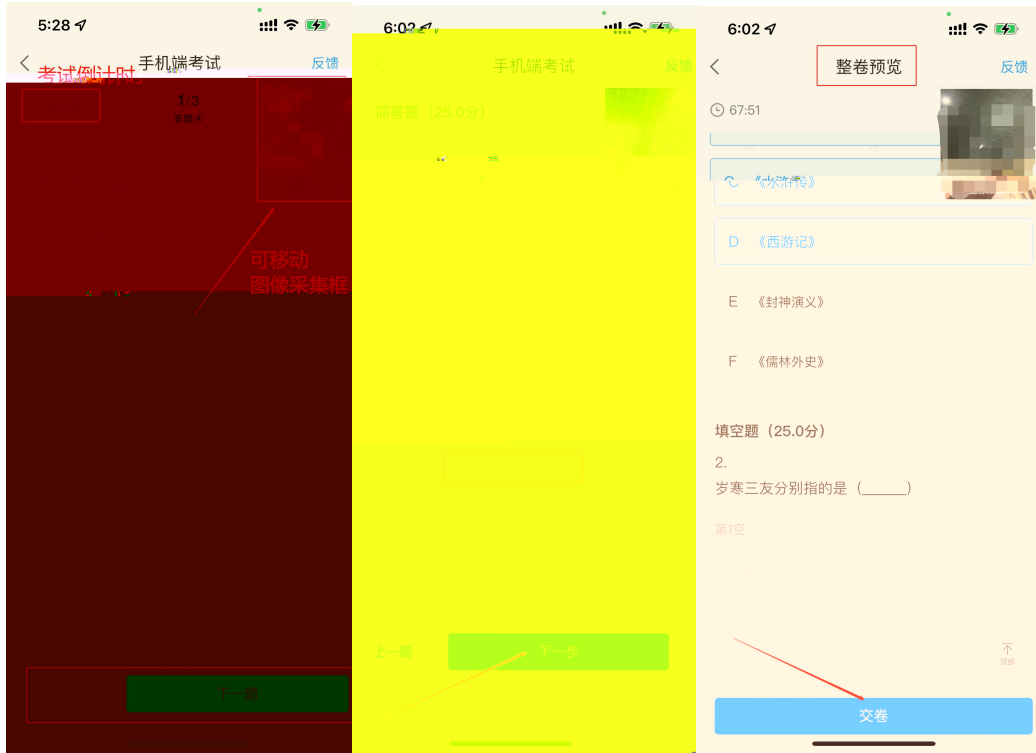 5:28
手机端考试
反馈
考试倒计时
1/3
答题卡
可移动
图像采集框
下一题
6:02
手机端考试
反馈
简答题（25.0分）
上一题
下一步
6:02
整卷预览
反馈
67:51
C 《水浒传》
D 《西游记》
E 《封神演义》
F 《儒林外史》
填空题（25.0分）
2.
岁寒三友分别指的是（______）
第1空
顶部
交卷